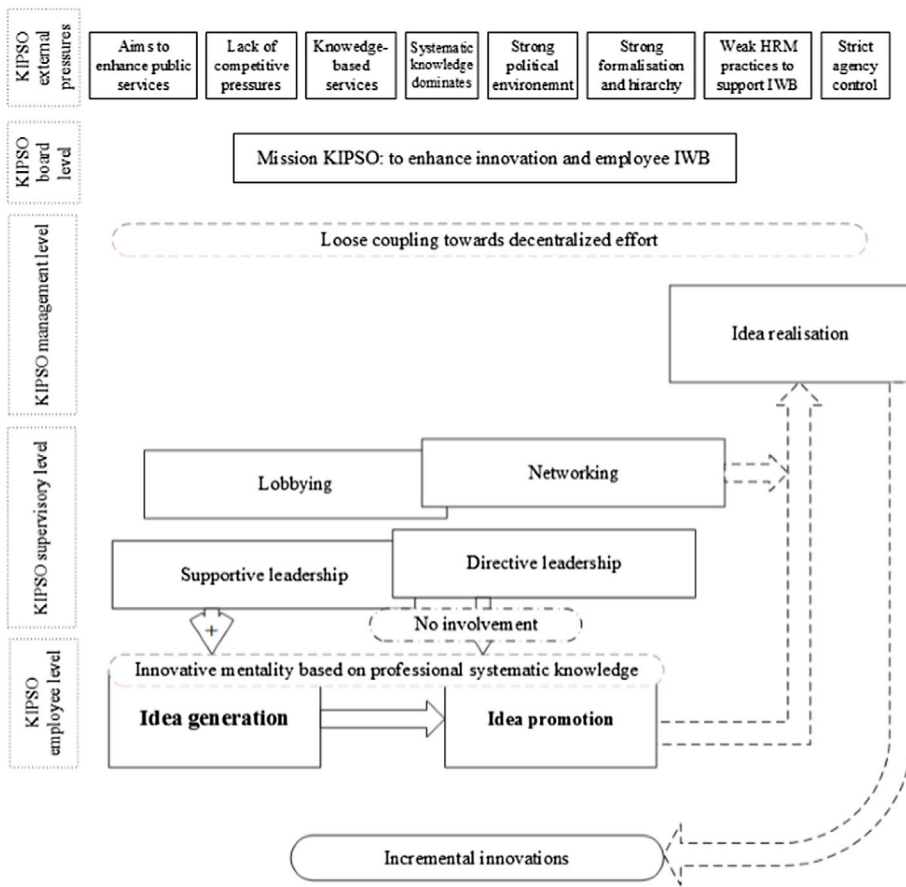 KIPSO
external
pressures
Aims to
enhance public
services
Lack of
competitive
pressures
Knowedge-
based
services
Systematic
knowledge
dominates
Strong
political
environemnt
Strong
formalisation
and hirarchy
Weak HRM
practices to
support IWB
Strict
agency
control
KIPSO
board
level
Mission KIPSO: to enhance innovation and employee IWB
KIPSO management level
Loose coupling towards decentralized effort
Idea realisation
KIPSO supervisory level
Lobbying
Networking
Supportive leadership
Directive leadership
+
No involvement
KIPSO
employee level
Innovative mentality based on professional systematic knowledge
Idea generation
Idea promotion
Incremental innovations